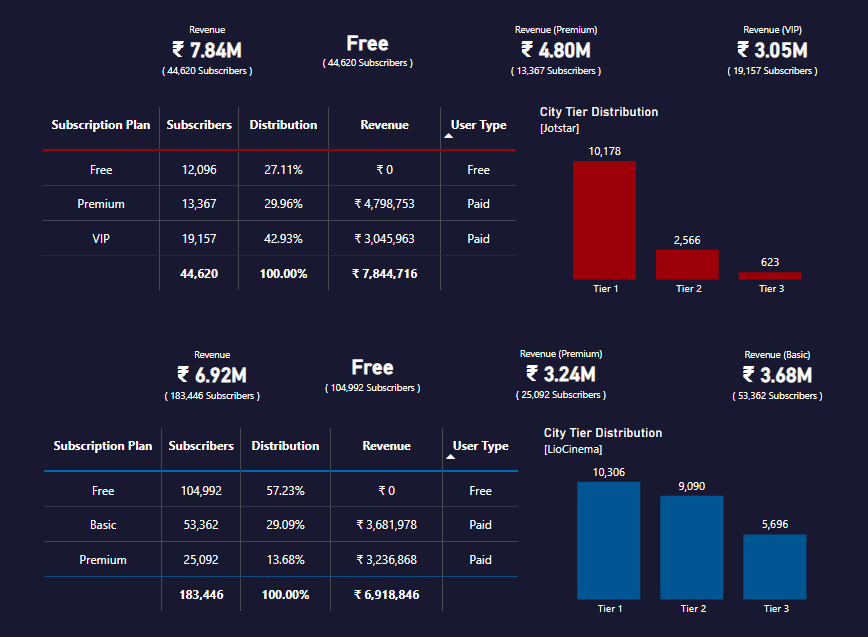 Revenue
₹ 7.84M
( 44,620 Subscribers )
Free
( 44,620 Subscribers )
Revenue (Premium)
₹ 4.80M
( 13,367 Subscribers )
Revenue (VIP)
₹ 3.05M
( 19,157 Subscribers )
Subscription Plan Subscribers Distribution Revenue User Type
Free 12,096 27.11% ₹ 0 Free
Premium 13,367 29.96% ₹ 4,798,753 Paid
VIP 19,157 42.93% ₹ 3,045,963 Paid
44,620 100.00% ₹ 7,844,716
City Tier Distribution
[Jotstar]
10,178
2,566
623
Tier 1 Tier 2 Tier 3
Revenue
₹ 6.92M
( 183,446 Subscribers )
Free
( 104,992 Subscribers )
Revenue (Premium)
₹ 3.24M
( 25,092 Subscribers )
Revenue (Basic)
₹ 3.68M
( 53,362 Subscribers )
Subscription Plan Subscribers Distribution Revenue User Type
Free 104,992 57.23% ₹ 0 Free
Basic 53,362 29.09% ₹ 3,681,978 Paid
Premium 25,092 13.68% ₹ 3,236,868 Paid
183,446 100.00% ₹ 6,918,846
City Tier Distribution
[LioCinema]
10,306
9,090
5,696
Tier 1 Tier 2 Tier 3